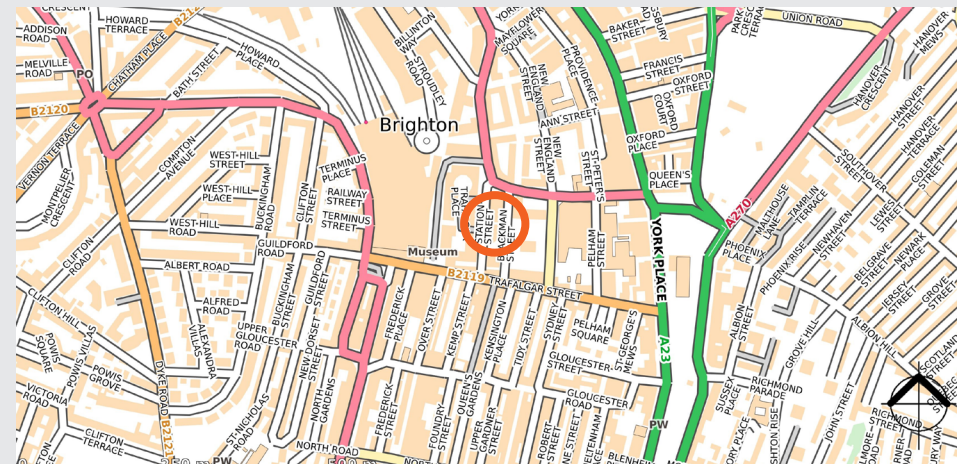 CRESCENT
ADDISON
ROAD
HOWARD
TERRACE
CHATHAM PLACE
MELVILLE
ROAD
PO
BATH STREET
HOWARD
PLACE
B2120
VERNON TERRACE
MONTPELIER
CRESCENT
COMPTON
AVENUE
WEST-HILL
STREET
WEST-HILL
PLACE
WEST-HILL
ROAD
BUCKINGHAM
ROAD
CLIFTON
STREET
TERMINUS
PLACE
RAILWAY
STREET
TERMINUS
STREET
GUILDFORD
ROAD
ALBERT ROAD
CLIFTON
ROAD
CLIFTON HILL
ALFRED
ROAD
ALEXANDRA
VILLAS
BUCKINGHAM
STREET
GUILDFORD
STREET
UPPER
GLOUCESTER
ROAD
NEW DORSET
STREET
POWIS
SQUARE
POWIS VILLAS
POWIS
GROVE
VICTORIA
ROAD
CLIFTON
TERRACE
DYKE ROAD
ST-NICHOLAS
ROAD
PW
NORTH
GARDENS
NORTH ROAD
BILLINTON
WAY
STROUDLEY
ROAD
Brighton
MAYFLOWER
SQUARE
NEW
ENGLAND
STREET
PROVIDENCE
PLACE
ANN STREET
NEW
ENGLAND
ST-PETER'S
STATION
STREET
BLACKMAN
STREET
Museum
B2119
TRAFALGAR STREET
PELHAM
STREET
FREDERICK
PLACE
OVER STREET
KEMP STREET
KENSINGTON
PLACE
TIDY STREET
SYDNEY
STREET
PELHAM
SQUARE
ST-GEORGE'S
MEWS
GLOUCESTER
STREET
GLOUCESTER
ROAD
FREDERICK
STREET
FOUNDRY
STREET
QUEEN'S
GARDENS
UPPER
GARDNER
STREET
ROBERT
PW
YORK PLACE
A23
BAKER
STREET
FRANCIS
STREET
OXFORD
STREET
OXFORD
COURT
OXFORD
PLACE
QUEEN'S
PLACE
UNION ROAD
HANOVER
MEWS
HANOVER
CRESCENT
HANOVER
STREET
HANOVER
TERRACE
COLEMAN
STREET
SOUTHOVER
STREET
LEWES
STREET
A270
MALTHOUSE
LANE
TAMPLIN
TERRACE
PHOENIX
PLACE
PHOENIX RISE
NEWHAVEN
STREET
BELGRAVE
STREET
NEWARK
PLACE
JERSEY
STREET
GROVE
STREET
ALBION
STREET
GROVE HILL
ALBION HILL
SCOTLAND
RICHMOND
PARADE
SUSSEX
PLACE
JOHN STREET
RICHMOND
STREET